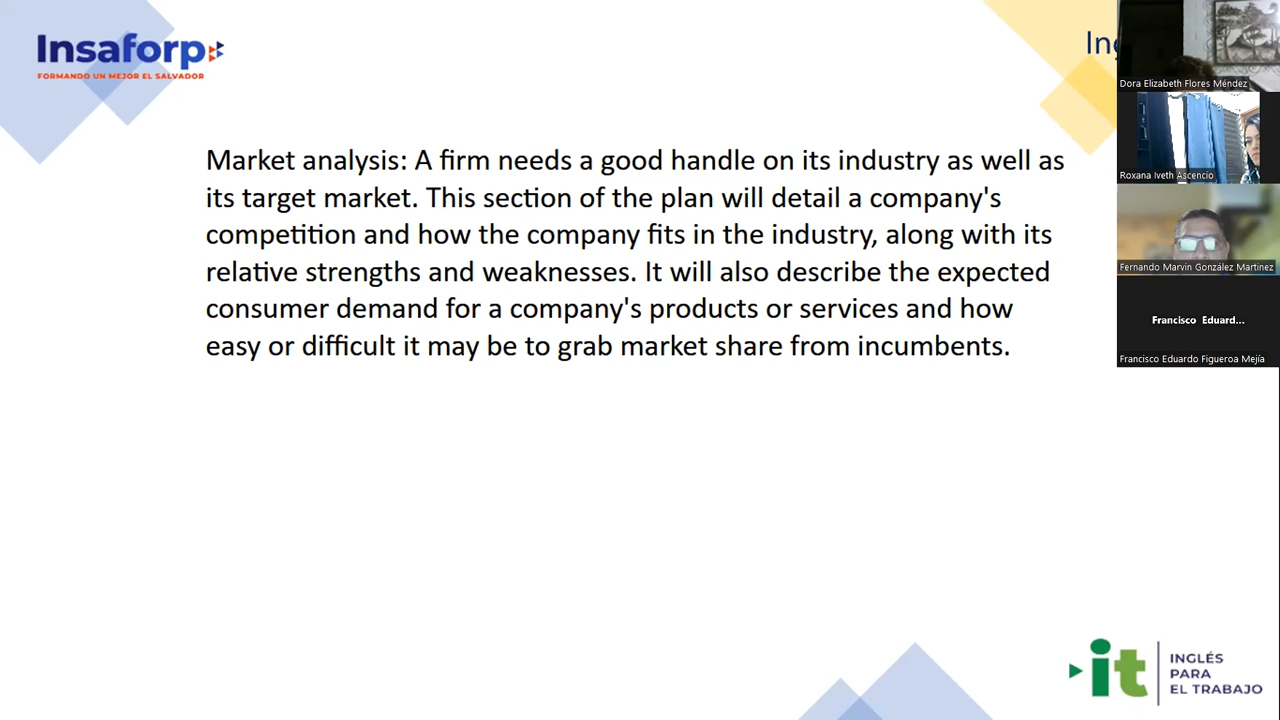 Insaforp
FORMANDO UN MEJOR EL SALVADOR
Market analysis: A firm needs a good handle on its industry as well as
its target market. This section of the plan will detail a company's
competition and how the company fits in the industry, along with its
relative strengths and weaknesses. It will also describe the expected
consumer demand for a company's products or services and how
easy or difficult it may be to grab market share from incumbents.
Dora Elizabeth Flores Méndez
Roxana Iveth Ascencio
Fernando Marvin González Martinez
Francisco Eduard...
Francisco Eduardo Figueroa Mejía
it
INGLÉS
PARA
EL TRABAJO